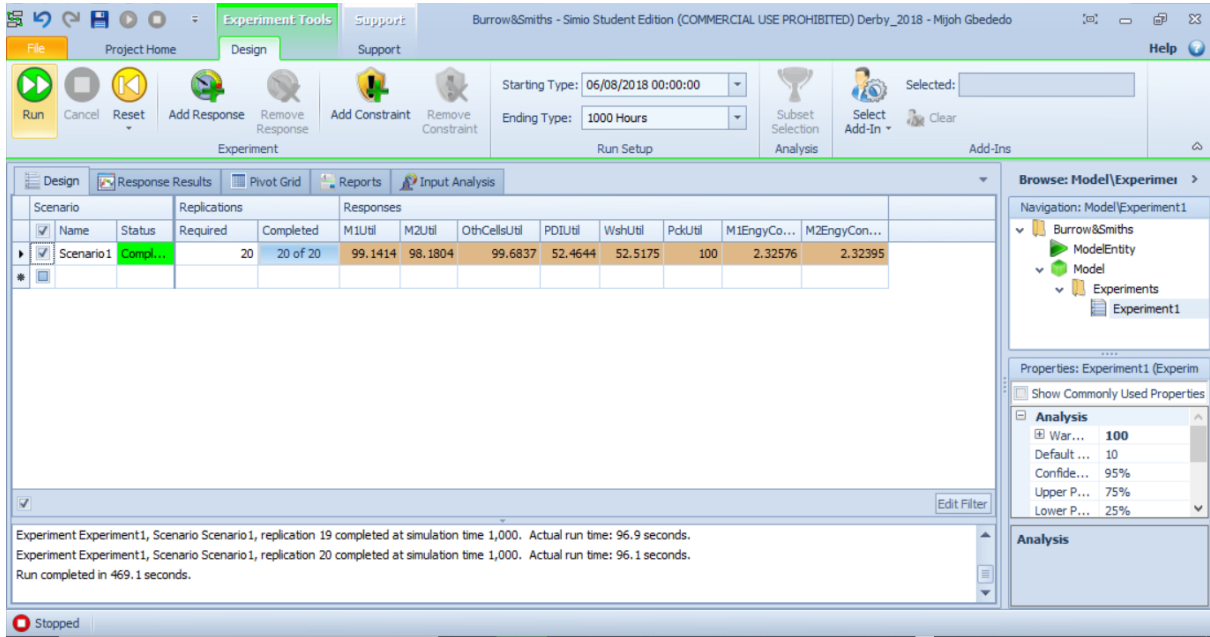 Experiment Tools Support Burrow&Smiths - Simio Student Edition (COMMERCIAL USE PROHIBITED) Derby_2018 - Mijoh Gbededo
File Project Home Design Support Help
Run Cancel Reset Add Response Remove Response Add Constraint Remove Constraint
Starting Type: 06/08/2018 00:00:00
Ending Type: 1000 Hours
Subset Selection
Select Add-In
Selected:
Clear
Experiment Run Setup Analysis Add-Ins
Design Response Results Pivot Grid Reports Input Analysis
Scenario Replications Responses
Name Status Required Completed M1Util M2Util OthCellsUtil PDIUtil WshUtil PckUtil M1EngyCo... M2EngyCon...
Scenario1 Compl... 20 20 of 20 99.1414 98.1804 99.6837 52.4644 52.5175 100 2.32576 2.32395
Edit Filter
Experiment Experiment1, Scenario Scenario1, replication 19 completed at simulation time 1,000. Actual run time: 96.9 seconds.
Experiment Experiment1, Scenario Scenario1, replication 20 completed at simulation time 1,000. Actual run time: 96.1 seconds.
Run completed in 469.1 seconds.
Browse: Model\Experimei
Navigation: Model\Experiment1
Burrow&Smiths
ModelEntity
Model
Experiments
Experiment1
Properties: Experiment1 (Experim
Show Commonly Used Properties
Analysis
War... 100
Default ... 10
Confide... 95%
Upper P... 75%
Lower P... 25%
Analysis
Stopped